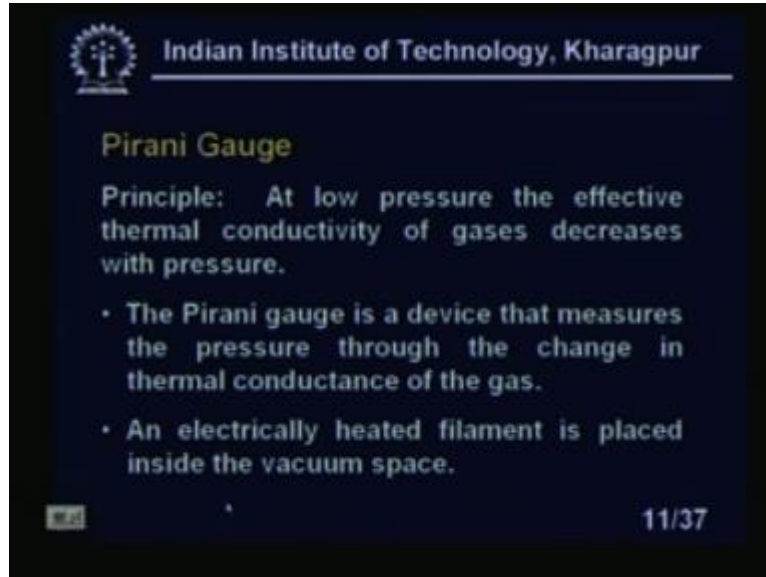 Indian Institute of Technology, Kharagpur
Pirani Gauge
Principle: At low pressure the effective
thermal conductivity of gases decreases
with pressure.
• The Pirani gauge is a device that measures
the pressure through the change in
thermal conductance of the gas.
• An electrically heated filament is placed
inside the vacuum space.
11/37